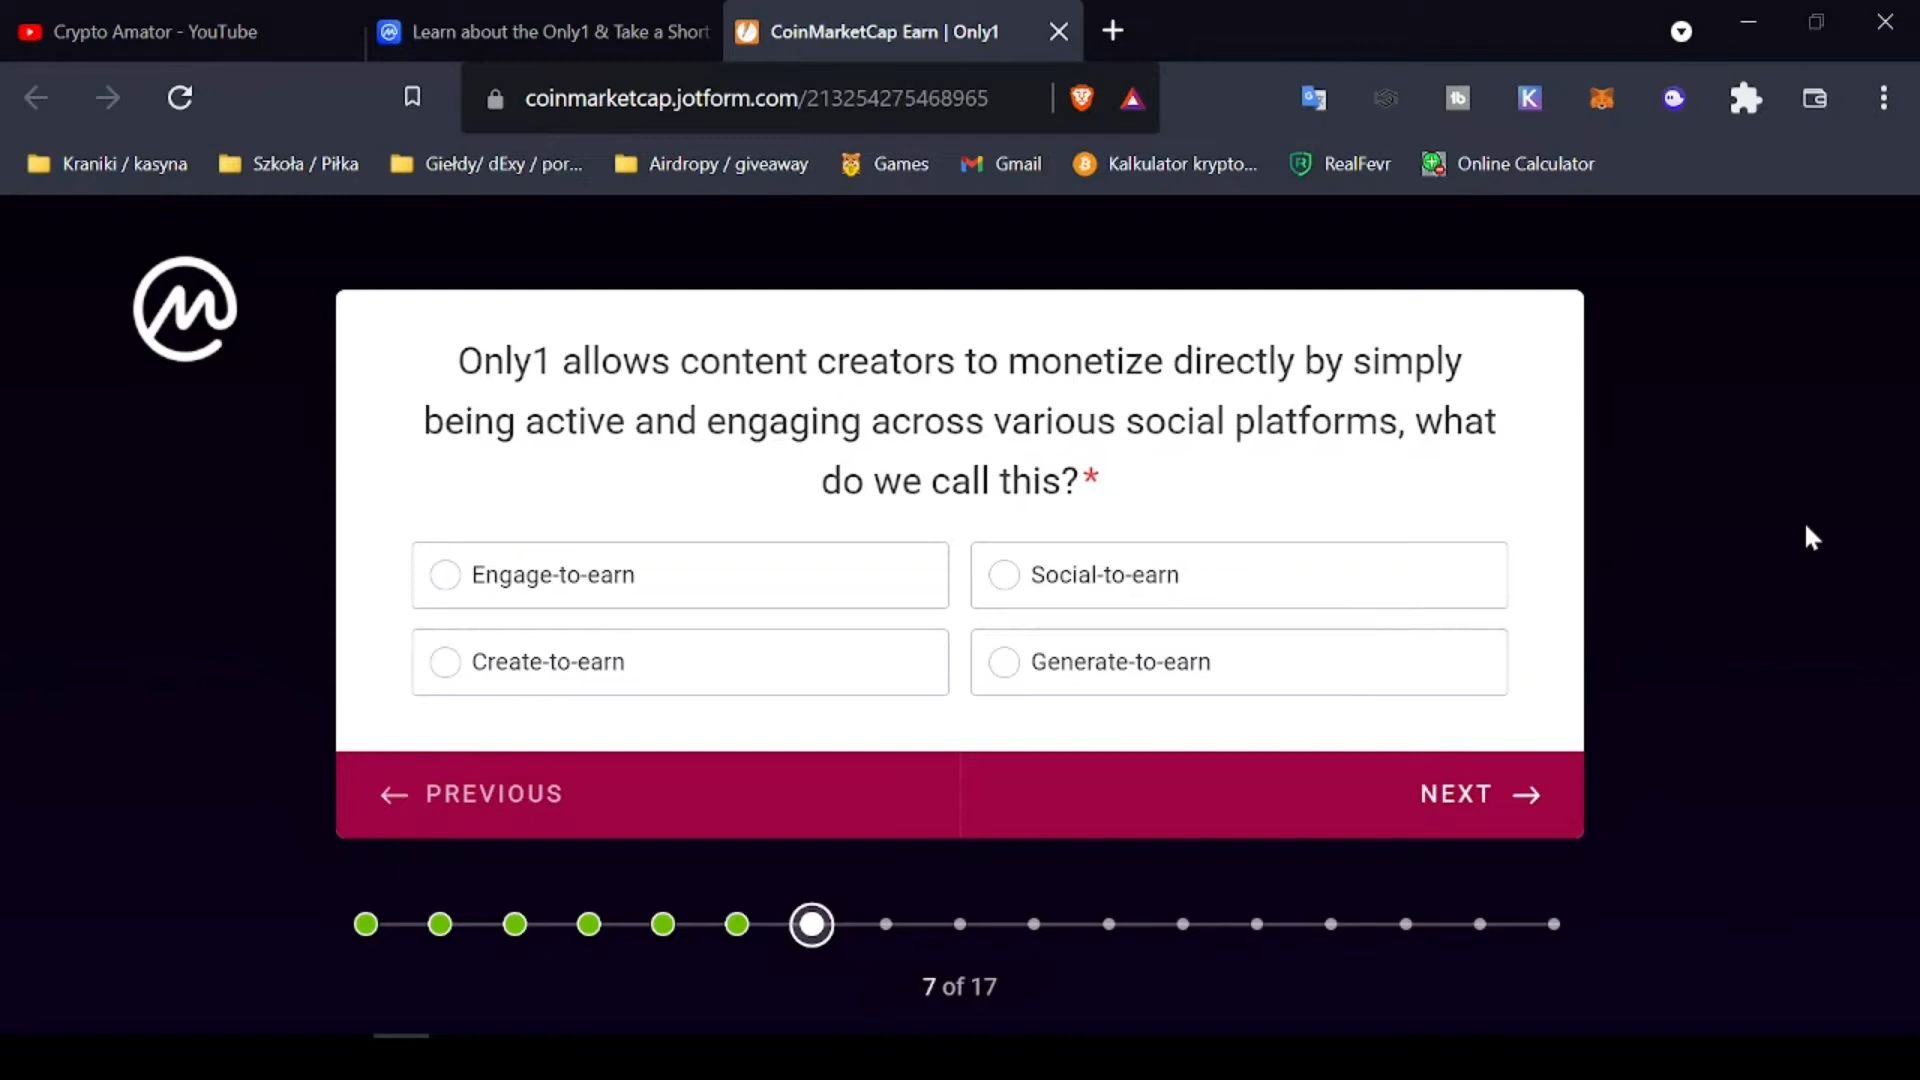 Crypto Amator - YouTube
Learn about the Only1 & Take a Short
CoinMarketCap Earn | Only1
coinmarketcap.jotform.com/213254275468965
Kraniki / kasyna
Szkoła / Piłka
Giełdy/ dExy / por...
Airdropy / giveaway
Games
Gmail
Kalkulator krypto...
RealFevr
Online Calculator
Only1 allows content creators to monetize directly by simply
being active and engaging across various social platforms, what
do we call this?*
Engage-to-earn
Social-to-earn
Create-to-earn
Generate-to-earn
← PREVIOUS
NEXT →
7 of 17